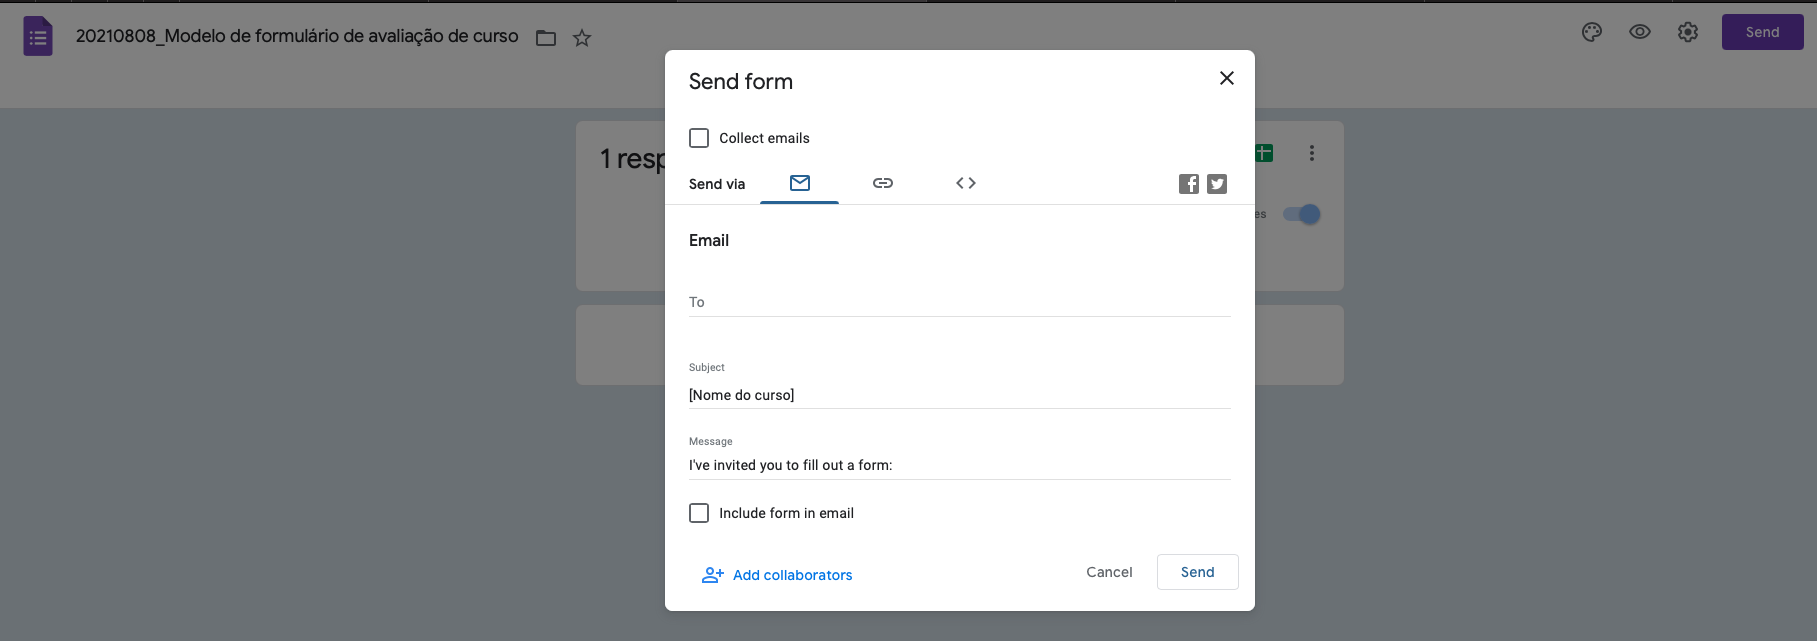 20210808_Modelo de formulário de avaliação de curso
Send
Send form
1 resp
Collect emails
Send via
es
Email
To
Subject
[Nome do curso]
Message
I've invited you to fill out a form:
Include form in email
Add collaborators
Cancel
Send